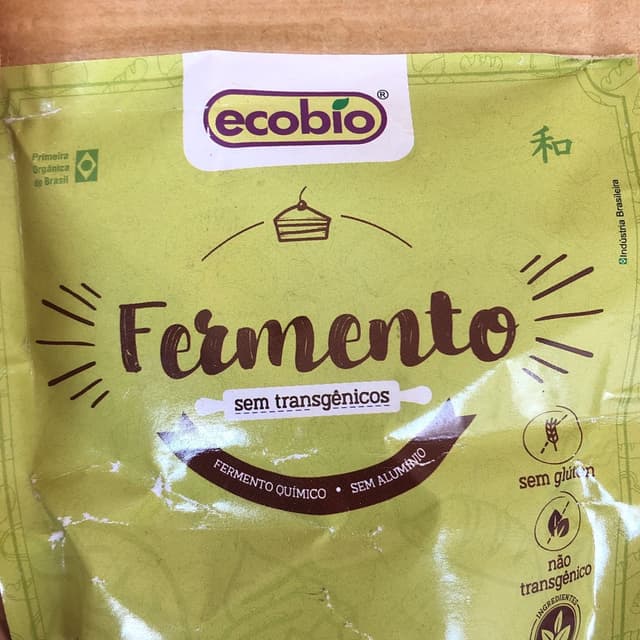 ecobio®
Primeira
Orgânica
do Brasil
和
Indústria Brasileira
Fermento
sem transgênicos
FERMENTO QUÍMICO • SEM ALUMÍNIO
sem glúten
não
transgênico
INGREDIENTES